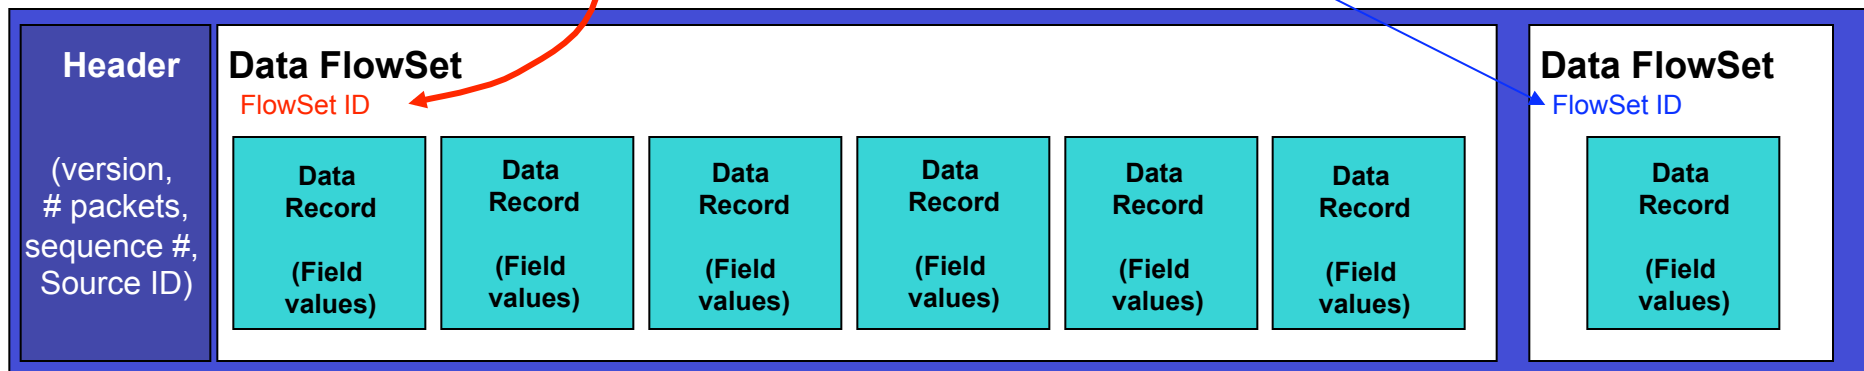 Header
(version,
# packets,
sequence #,
Source ID)
Data FlowSet
FlowSet ID
Data
Record
(Field
values)
Data
Record
(Field
values)
Data
Record
(Field
values)
Data
Record
(Field
values)
Data
Record
(Field
values)
Data
Record
(Field
values)
Data FlowSet
FlowSet ID
Data
Record
(Field
values)